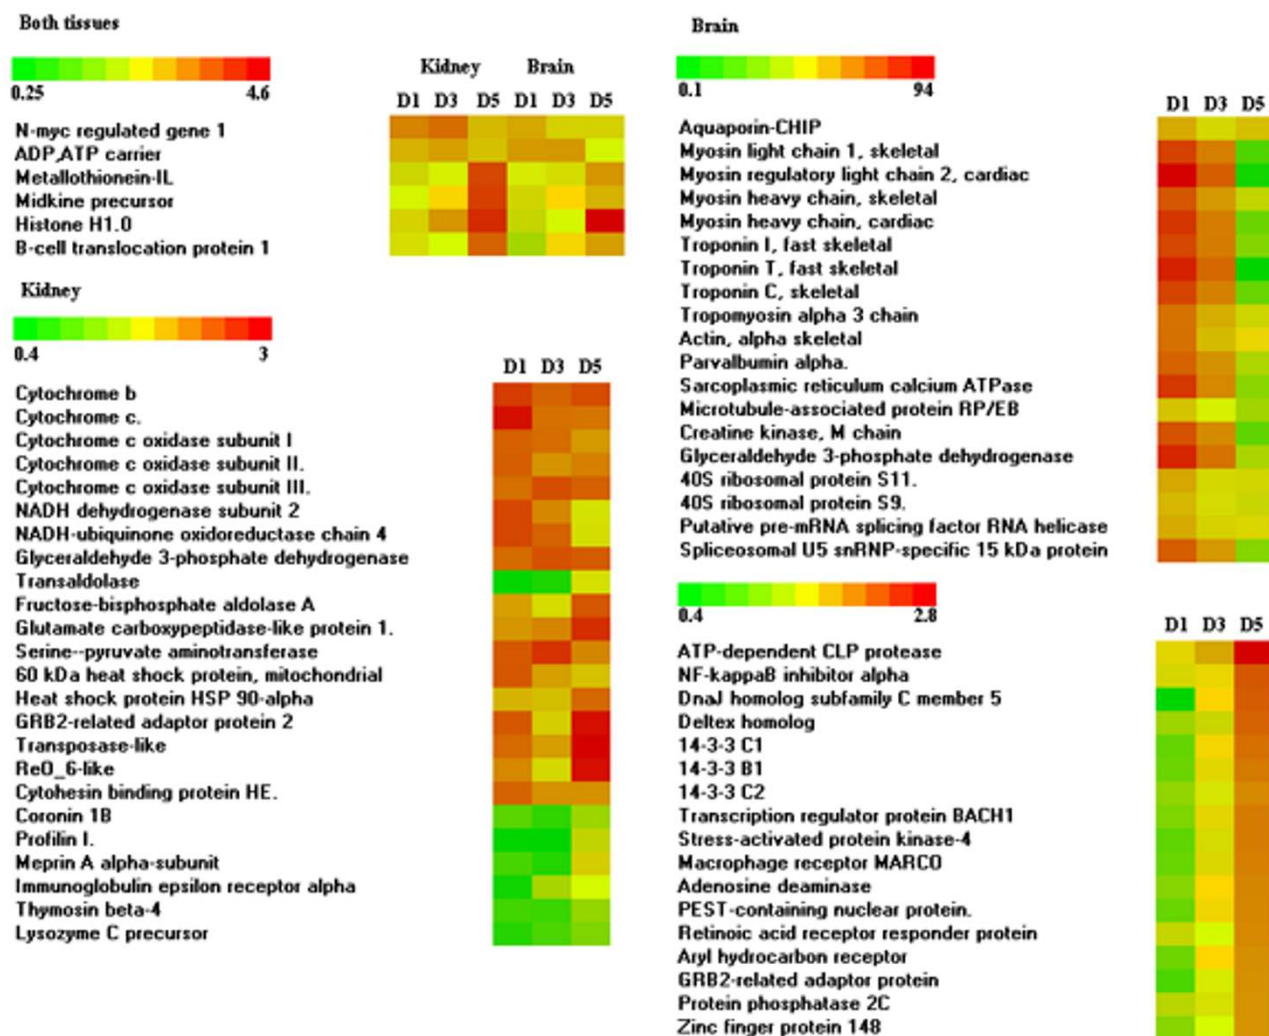 Both tissues
0.25 4.6
Kidney Brain
D1 D3 D5 D1 D3 D5
N-myc regulated gene 1
ADP,ATP carrier
Metallothionein-IL
Midkine precursor
Histone H1.0
B-cell translocation protein 1
Kidney
0.4 3
D1 D3 D5
Cytochrome b
Cytochrome c.
Cytochrome c oxidase subunit I
Cytochrome c oxidase subunit II.
Cytochrome c oxidase subunit III.
NADH dehydrogenase subunit 2
NADH-ubiquinone oxidoreductase chain 4
Glyceraldehyde 3-phosphate dehydrogenase
Transaldolase
Fructose-bisphosphate aldolase A
Glutamate carboxypeptidase-like protein 1.
Serine--pyruvate aminotransferase
60 kDa heat shock protein, mitochondrial
Heat shock protein HSP 90-alpha
GRB2-related adaptor protein 2
Transposase-like
ReO_6-like
Cytohesin binding protein HE.
Coronin 1B
Profilin I.
Meprin A alpha-subunit
Immunoglobulin epsilon receptor alpha
Thymosin beta-4
Lysozyme C precursor
Brain
0.1 94
D1 D3 D5
Aquaporin-CHIP
Myosin light chain 1, skeletal
Myosin regulatory light chain 2, cardiac
Myosin heavy chain, skeletal
Myosin heavy chain, cardiac
Troponin I, fast skeletal
Troponin T, fast skeletal
Troponin C, skeletal
Tropomyosin alpha 3 chain
Actin, alpha skeletal
Parvalbumin alpha.
Sarcoplasmic reticulum calcium ATPase
Microtubule-associated protein RP/EB
Creatine kinase, M chain
Glyceraldehyde 3-phosphate dehydrogenase
40S ribosomal protein S11.
40S ribosomal protein S9.
Putative pre-mRNA splicing factor RNA helicase
Spliceosomal U5 snRNP-specific 15 kDa protein
0.4 2.8
D1 D3 D5
ATP-dependent CLP protease
NF-kappaB inhibitor alpha
DnaJ homolog subfamily C member 5
Deltex homolog
14-3-3 C1
14-3-3 B1
14-3-3 C2
Transcription regulator protein BACH1
Stress-activated protein kinase-4
Macrophage receptor MARCO
Adenosine deaminase
PEST-containing nuclear protein.
Retinoic acid receptor responder protein
Aryl hydrocarbon receptor
GRB2-related adaptor protein
Protein phosphatase 2C
Zinc finger protein 148